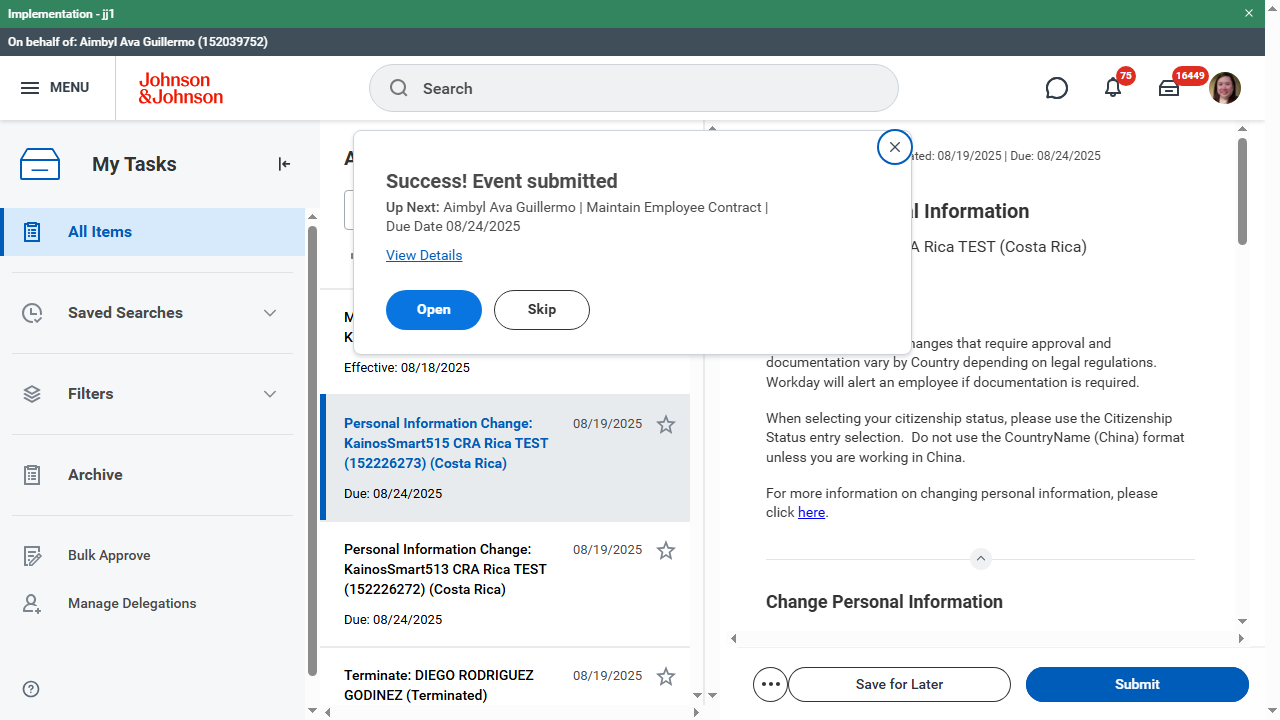 Implementation - jj1
On behalf of: Aimbyl Ava Guillermo (152039752)
MENU
Johnson
&Johnson
Search
75
16449
My Tasks
All Items
Saved Searches
Filters
Archive
Bulk Approve
Manage Delegations
Success! Event submitted
Up Next: Aimbyl Ava Guillermo | Maintain Employee Contract |
Due Date 08/24/2025
View Details
Open
Skip
Effective: 08/18/2025
Personal Information Change:
08/19/2025
KainosSmart515 CRA Rica TEST
(152226273) (Costa Rica)
Due: 08/24/2025
Personal Information Change:
08/19/2025
KainosSmart513 CRA Rica TEST
(152226272) (Costa Rica)
Due: 08/24/2025
Terminate: DIEGO RODRIGUEZ
08/19/2025
GODINEZ (Terminated)
08/19/2025 | Due: 08/24/2025
Information
Rica TEST (Costa Rica)
that require approval and
documentation vary by Country depending on legal regulations.
Workday will alert an employee if documentation is required.
When selecting your citizenship status, please use the Citizenship
Status entry selection. Do not use the CountryName (China) format
unless you are working in China.
For more information on changing personal information, please
click here.
Change Personal Information
Save for Later
Submit